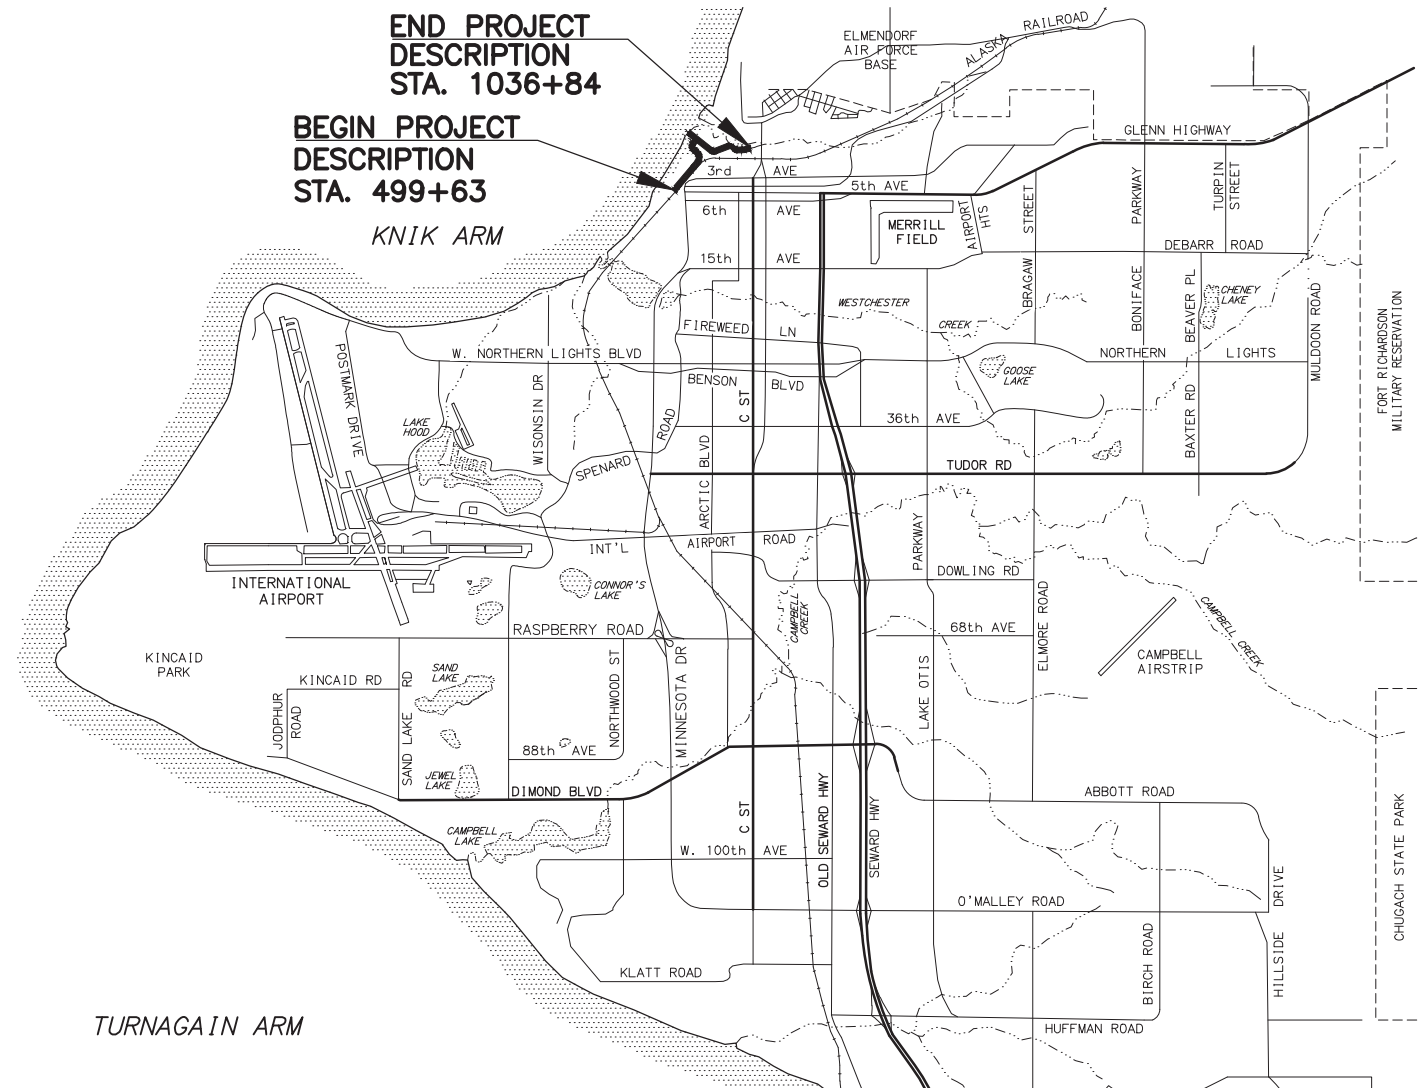 END PROJECT
DESCRIPTION
STA. 1036+84
BEGIN PROJECT
DESCRIPTION
STA. 499+63
KNIK ARM
ELMENDORF
AIR FORCE
BASE
ALASKA
RAILROAD
GLENN HIGHWAY
3rd AVE
5th AVE
6th AVE
MERRILL
FIELD
AIRPORT
HTS
BRAGAW STREET
BONIFACE PARKWAY
TURPIN
STREET
DEBARR ROAD
15th AVE
WESTCHESTER
CREEK
CHENEY
LAKE
BEAVER PL
MULDOON ROAD
FORT RICHARDSON
MILITARY RESERVATION
FIREWEED LN
W. NORTHERN LIGHTS BLVD
NORTHERN LIGHTS
POSTMARK DRIVE
WISONSIN DR
BENSON BLVD
GOOSE
LAKE
C ST
36th AVE
BAXTER RD
LAKE
HOOD
SPENARD ROAD
ARCTIC BLVD
TUDOR RD
INT'L AIRPORT ROAD
INTERNATIONAL
AIRPORT
CONNOR'S
LAKE
DOWLING RD
CAMPBELL
CREEK
LAKE OTIS PARKWAY
ELMORE ROAD
68th AVE
CAMPBELL CREEK
CAMPBELL
AIRSTRIP
RASPBERRY ROAD
KINCAID
PARK
KINCAID RD
SAND
LAKE
SAND LAKE RD
JODPHUR
ROAD
NORTHWOOD ST
MINNESOTA DR
88th AVE
JEWEL
LAKE
DIMOND BLVD
ABBOTT ROAD
CAMPBELL
LAKE
C ST
OLD SEWARD HWY
SEWARD HWY
W. 100th AVE
O'MALLEY ROAD
HILLSIDE DRIVE
CHUGACH STATE PARK
BIRCH ROAD
KLATT ROAD
HUFFMAN ROAD
TURNAGAIN ARM